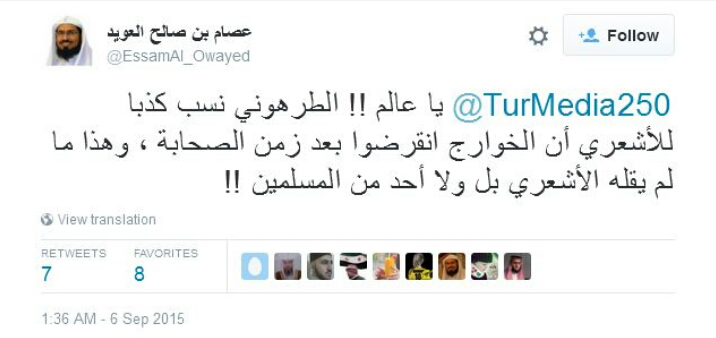 عصام بن صالح العويد
@EssamAl_Owayed
Follow
@TurMedia250 يا عالم !! الطرهوني نسب كذبا
للأشعري أن الخوارج انقرضوا بعد زمن الصحابة ، وهذا ما
لم يقله الأشعري بل ولا أحد من المسلمين !!
View translation
RETWEETS FAVORITES
7 8
1:36 AM - 6 Sep 2015